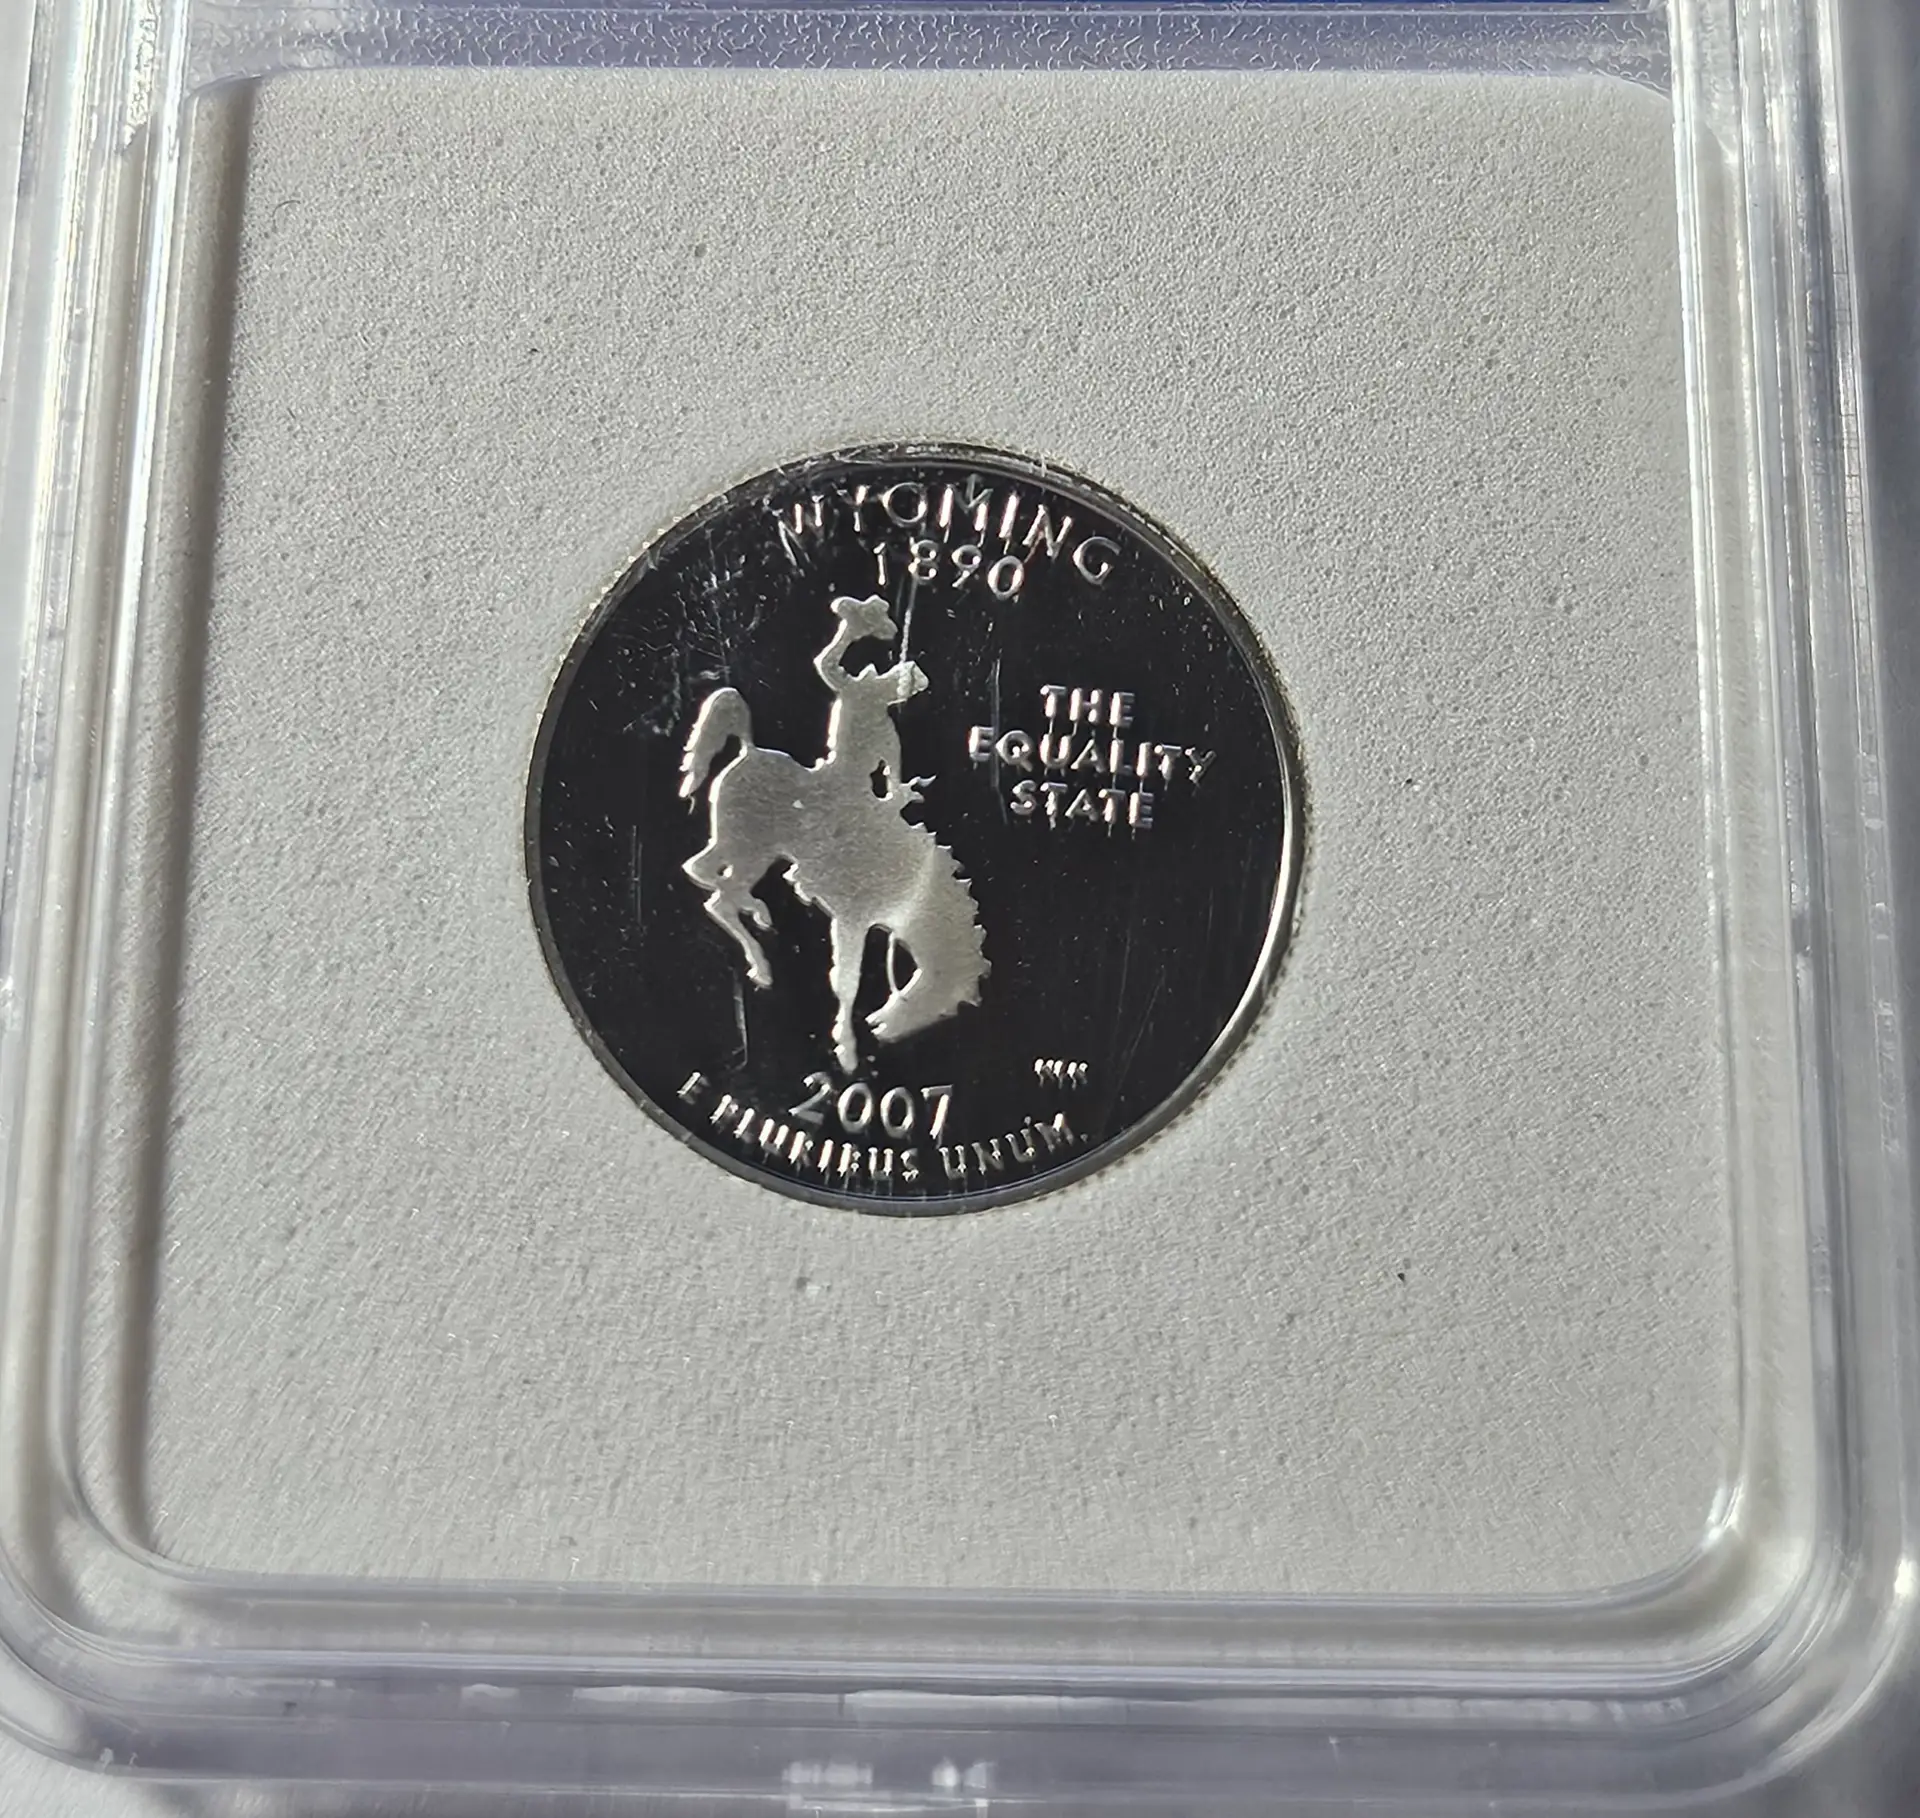 WYOMING
1890
THE
EQUALITY
STATE
2007
E PLURIBUS UNUM